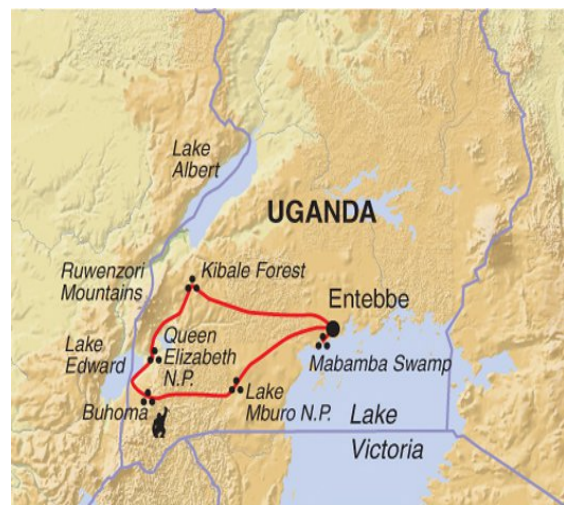 Lake
Albert
UGANDA
Ruwenzori
Mountains
Kibale Forest
Entebbe
Lake
Edward
Queen
Elizabeth
N.P.
Mabamba Swamp
Buhoma
Lake
Mburo N.P.
Lake
Victoria